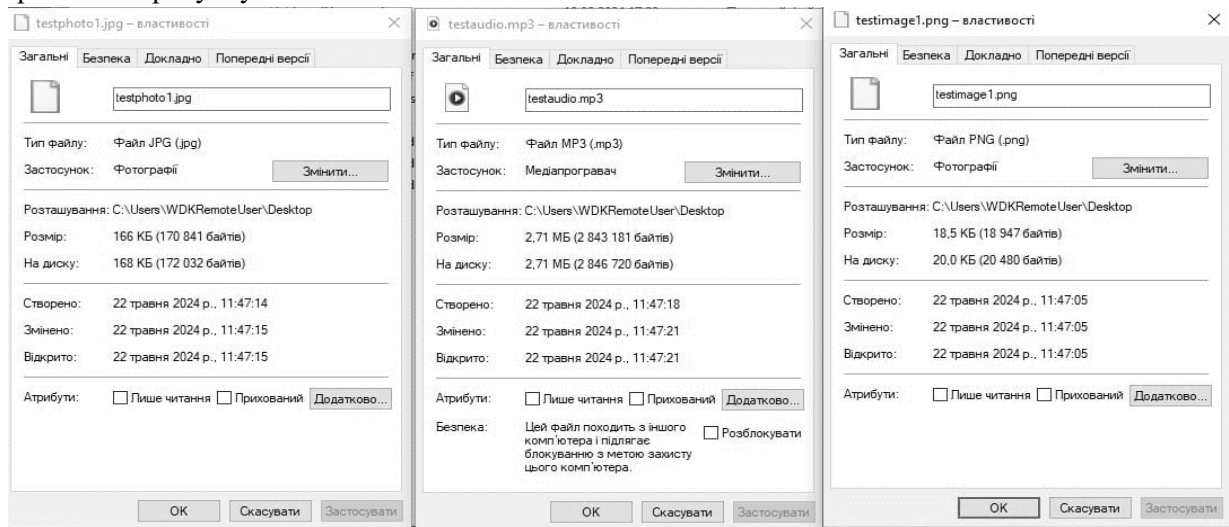 testphoto1.jpg – властивості
Загальні Безпека Докладно Попередні версії
testphoto1.jpg
Тип файлу: Файл JPG (.jpg)
Застосунок: Фотографії Змінити...
Розташування: C:\Users\WDKRemoteUser\Desktop
Розмір: 166 КБ (170 841 байтів)
На диску: 168 КБ (172 032 байтів)
Створено: 22 травня 2024 р., 11:47:14
Змінено: 22 травня 2024 р., 11:47:15
Відкрито: 22 травня 2024 р., 11:47:15
Атрибути: Лише читання Прихований Додатково...
OK Скасувати Застосувати
testaudio.mp3 – властивості
Загальні Безпека Докладно Попередні версії
testaudio.mp3
Тип файлу: Файл MP3 (.mp3)
Застосунок: Медіапрогравач Змінити...
Розташування: C:\Users\WDKRemoteUser\Desktop
Розмір: 2,71 МБ (2 843 181 байтів)
На диску: 2,71 МБ (2 846 720 байтів)
Створено: 22 травня 2024 р., 11:47:18
Змінено: 22 травня 2024 р., 11:47:21
Відкрито: 22 травня 2024 р., 11:47:21
Атрибути: Лише читання Прихований Додатково...
Безпека: Цей файл походить з іншого
комп'ютера і підлягає Розблокувати
блокуванню з метою захисту
цього комп'ютера.
OK Скасувати Застосувати
testimage1.png – властивості
Загальні Безпека Докладно Попередні версії
testimage1.png
Тип файлу: Файл PNG (.png)
Застосунок: Фотографії Змінити...
Розташування: C:\Users\WDKRemoteUser\Desktop
Розмір: 18,5 КБ (18 947 байтів)
На диску: 20,0 КБ (20 480 байтів)
Створено: 22 травня 2024 р., 11:47:05
Змінено: 22 травня 2024 р., 11:47:05
Відкрито: 22 травня 2024 р., 11:47:05
Атрибути: Лише читання Прихований Додатково...
OK Скасувати Застосувати